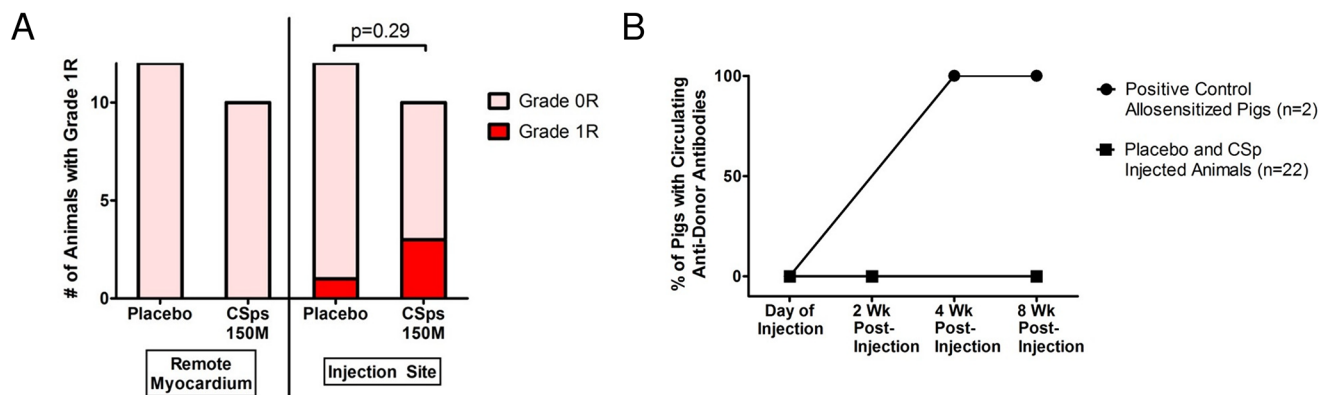 A
# of Animals with Grade 1R
10
5
0
p=0.29
Placebo
CSps
150M
Placebo
CSps
150M
Remote
Myocardium
Injection Site
Grade 0R
Grade 1R
B
% of Pigs with Circulating
Anti-Donor Antibodies
100
50
0
Day of
Injection
2 Wk
Post-
Injection
4 Wk
Post-
Injection
8 Wk
Post-
Injection
Positive Control
Allosensitized Pigs (n=2)
Placebo and CSp
Injected Animals (n=22)